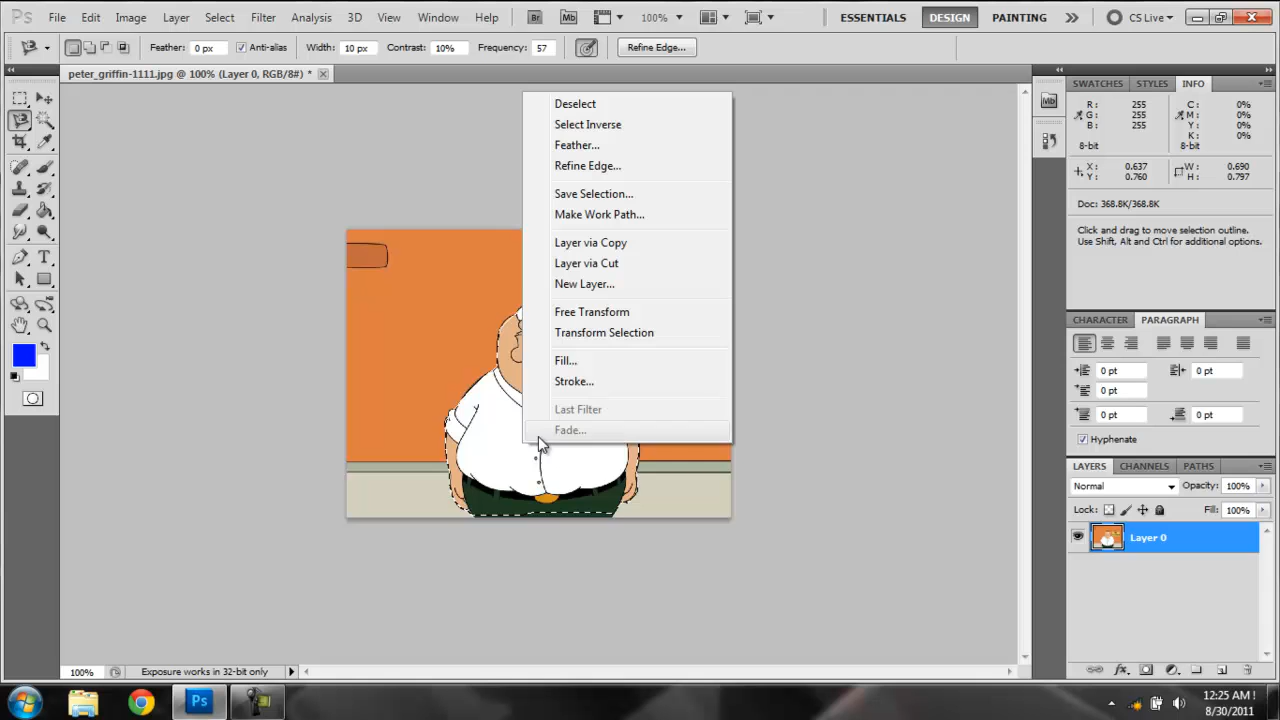 Ps File Edit Image Layer Select Filter Analysis 3D View Window Help Br Mb 100% ESSENTIALS DESIGN PAINTING CS Live
Feather: 0 px Anti-alias Width: 10 px Contrast: 10% Frequency: 57 Refine Edge...
peter_griffin-1111.jpg @ 100% (Layer 0, RGB/8#) *
Deselect
Select Inverse
Feather...
Refine Edge...
Save Selection...
Make Work Path...
Layer via Copy
Layer via Cut
New Layer...
Free Transform
Transform Selection
Fill...
Stroke...
Last Filter
Fade...
Mb
SWATCHES STYLES INFO
R: 255 C: 0%
G: 255 M: 0%
B: 255 Y: 0%
K: 0%
8-bit 8-bit
X: 0.637 W: 0.690
Y: 0.760 H: 0.797
Doc: 368.8K/368.8K
Click and drag to move selection outline.
Use Shift, Alt and Ctrl for additional options.
CHARACTER PARAGRAPH
0 pt 0 pt
0 pt
0 pt 0 pt
Hyphenate
LAYERS CHANNELS PATHS
Normal Opacity: 100%
Lock: Fill: 100%
Layer 0
100% Exposure works in 32-bit only
Ps
12:25 AM
8/30/2011